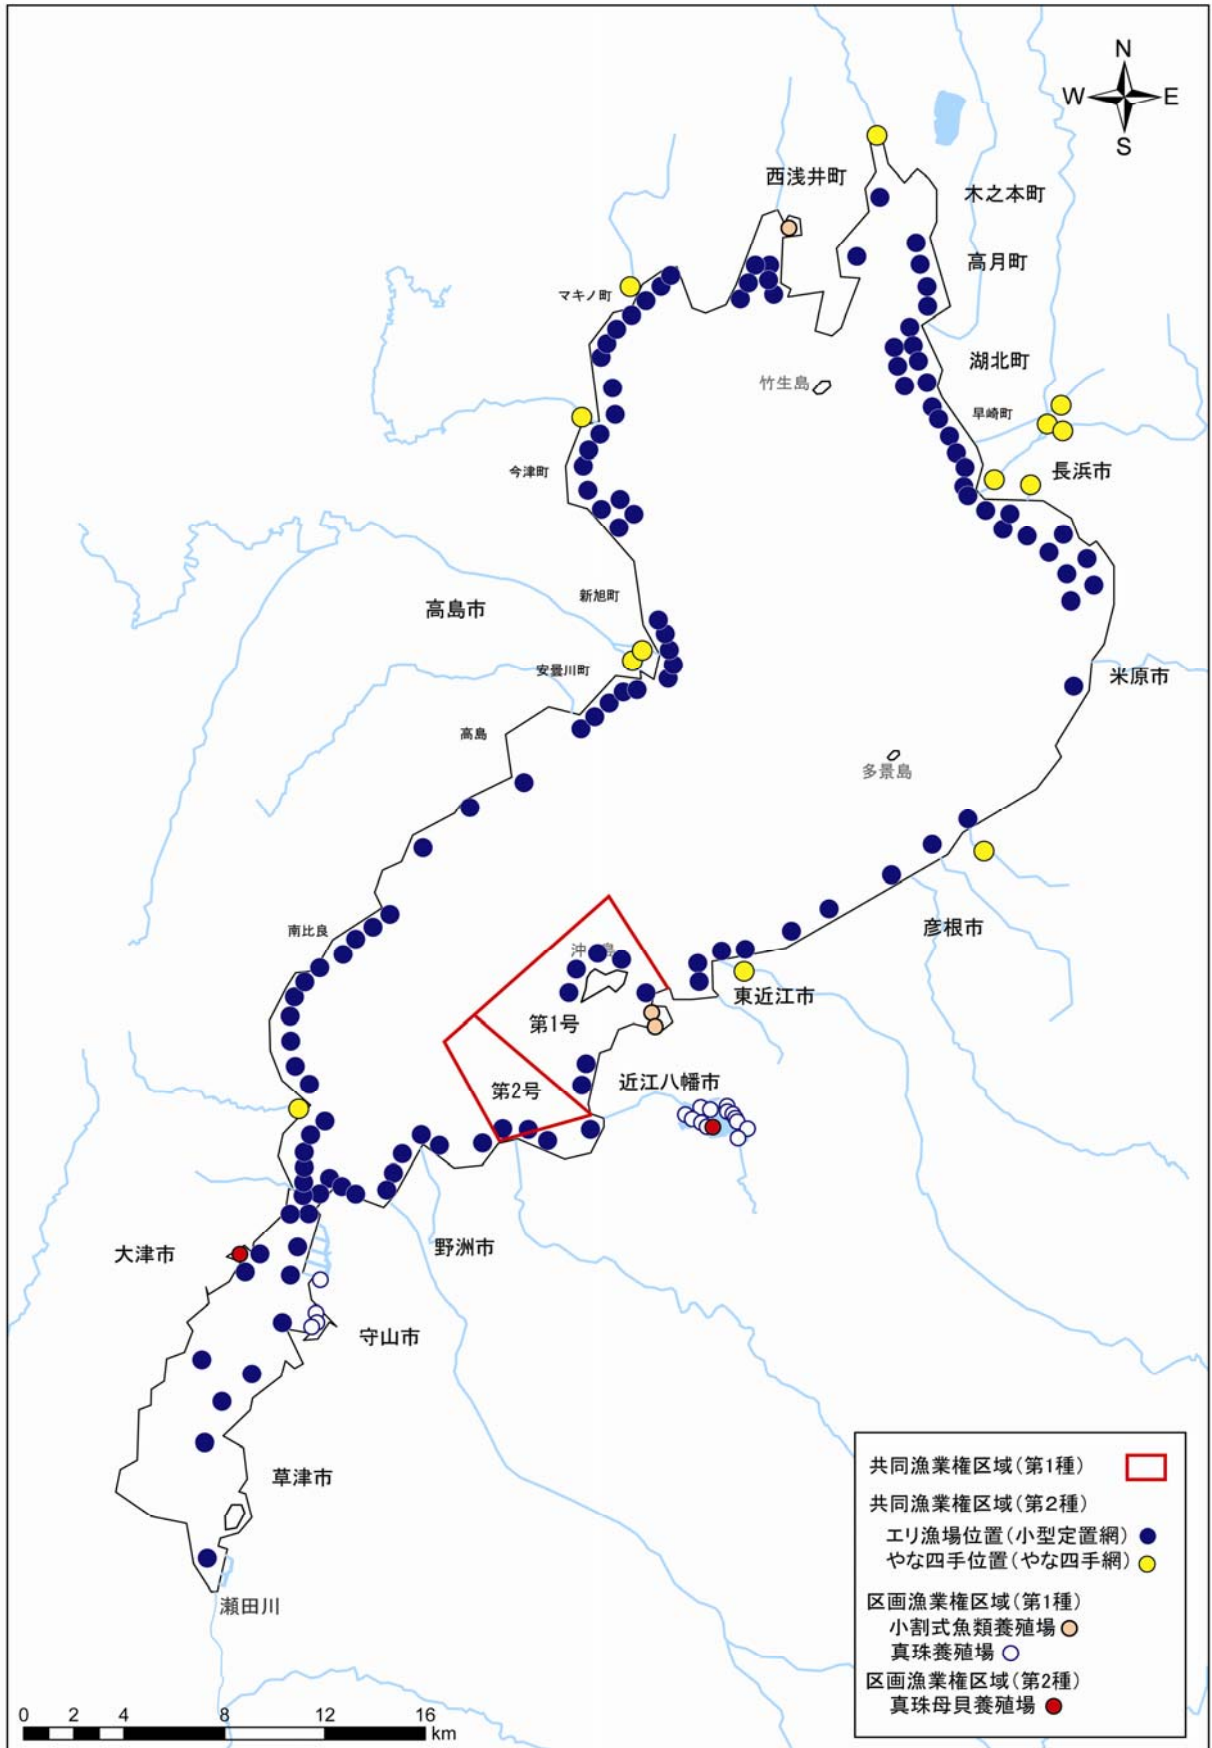 N
W E
S
西浅井町
木之本町
高月町
マキノ町
湖北町
竹生島
早崎町
今津町
長浜市
新旭町
高島市
安曇川町
米原市
高島
多景島
彦根市
南比良
沖 島
東近江市
第1号
近江八幡市
第2号
大津市
野洲市
守山市
草津市
瀬田川
共同漁業権区域(第1種)
共同漁業権区域(第2種)
エリ漁場位置(小型定置網)
やな四手位置(やな四手網)
区画漁業権区域(第1種)
小割式魚類養殖場
真珠養殖場
区画漁業権区域(第2種)
真珠母貝養殖場
0 2 4 8 12 16
km